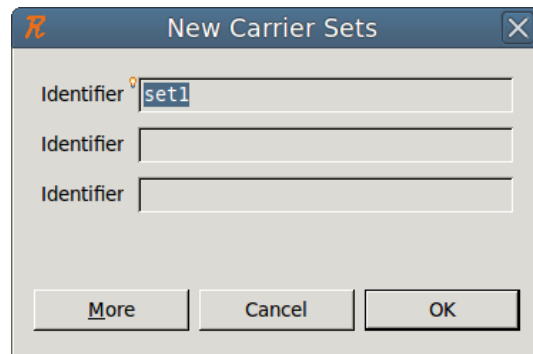 R New Carrier Sets
Identifier set1
Identifier
Identifier
More Cancel OK